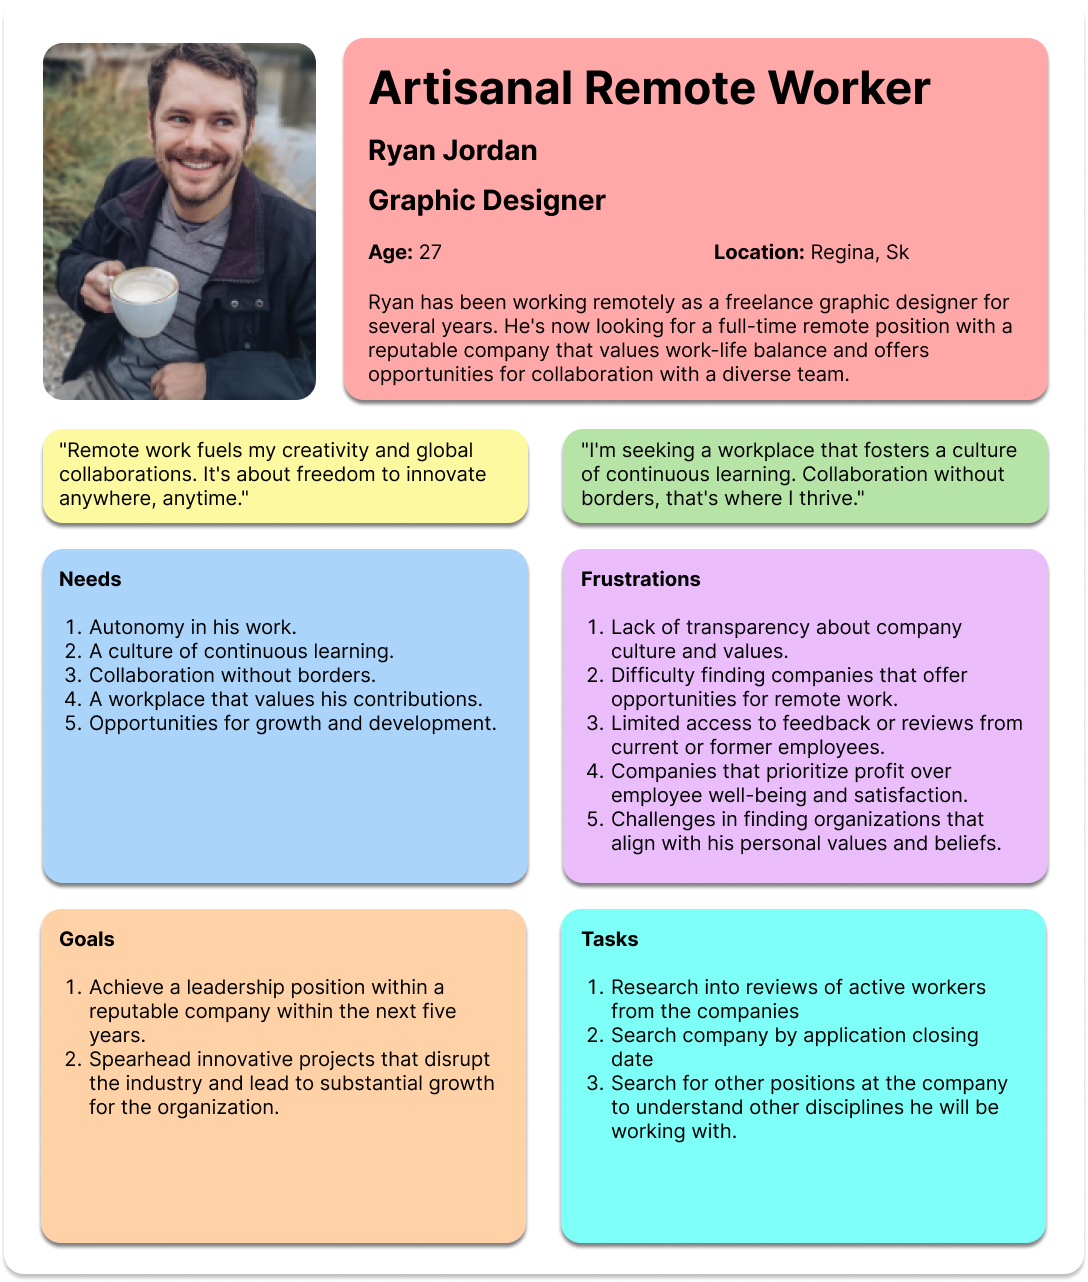 Artisanal Remote Worker
Ryan Jordan
Graphic Designer
Age: 27
Location: Regina, Sk
Ryan has been working remotely as a freelance graphic designer for
several years. He's now looking for a full-time remote position with a
reputable company that values work-life balance and offers
opportunities for collaboration with a diverse team.
"Remote work fuels my creativity and global
collaborations. It's about freedom to innovate
anywhere, anytime."
"I'm seeking a workplace that fosters a culture
of continuous learning. Collaboration without
borders, that's where I thrive."
Needs
1. Autonomy in his work.
2. A culture of continuous learning.
3. Collaboration without borders.
4. A workplace that values his contributions.
5. Opportunities for growth and development.
Frustrations
1. Lack of transparency about company
culture and values.
2. Difficulty finding companies that offer
opportunities for remote work.
3. Limited access to feedback or reviews from
current or former employees.
4. Companies that prioritize profit over
employee well-being and satisfaction.
5. Challenges in finding organizations that
align with his personal values and beliefs.
Goals
1. Achieve a leadership position within a
reputable company within the next five
years.
2. Spearhead innovative projects that disrupt
the industry and lead to substantial growth
for the organization.
Tasks
1. Research into reviews of active workers
from the companies
2. Search company by application closing
date
3. Search for other positions at the company
to understand other disciplines he will be
working with.